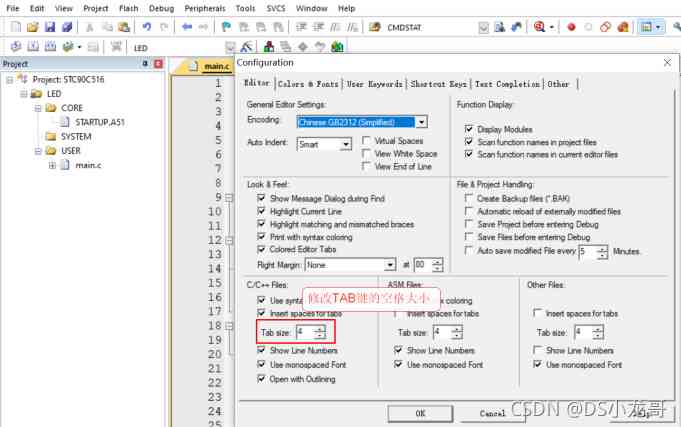 File Edit View Project Flash Debug Peripherals Tools SVCS Window Help
CMDSTAT
LED
Project
main.c
Configuration
Project: STC90C516
LED
CORE
STARTUP.A51
SYSTEM
USER
main.c
1
2
3
4
5
6
7
8
9
10
11
12
13
14
15
16
17
18
19
20
21
22
23
24
25
Editor Colors & Fonts User Keywords Shortcut Keys Text Completion Other
General Editor Settings:
Encoding: Chinese GB2312 (Simplified)
Auto Indent: Smart
Virtual Spaces
View White Space
View End of Line
Function Display:
Display Modules
Scan function names in project files
Scan function names in current editor files
Look & Feel:
Show Message Dialog during Find
Highlight Current Line
Highlight matching and mismatched braces
Print with syntax coloring
Colored Editor Tabs
Right Margin: None at 80
File & Project Handling:
Create Backup files (*.BAK)
Automatic reload of externally modified files
Save Project before entering Debug
Save Files before entering Debug
Auto save modified File every 5 Minutes.
C/C++ Files:
Use synta
Insert spaces for tabs
Tab size: 4
Show Line Numbers
Use monospaced Font
Open with Outlining
修改TAB键的空格大小
ASM Files:
coloring
Insert spaces for tabs
Tab size: 4
Show Line Numbers
Use monospaced Font
Other Files:
Insert spaces for tabs
Tab size: 4
Show Line Numbers
Use monospaced Font
OK Cancel Help
CSDN @DS小龙哥